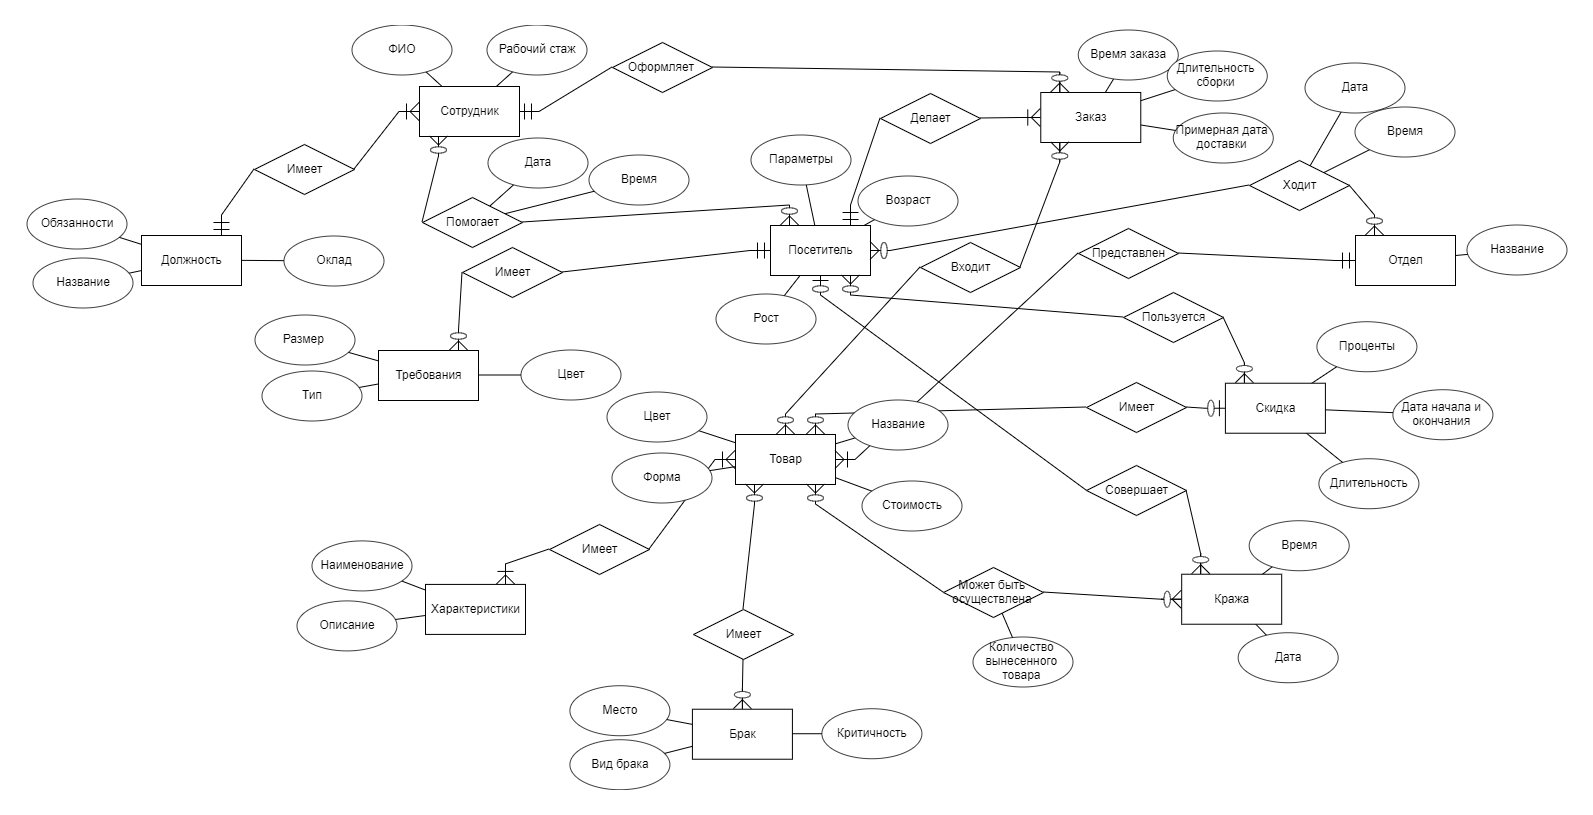 ФИО
Рабочий стаж
Оформляет
Время заказа
Длительность
сборки
Дата
Сотрудник
Делает
Заказ
Время
Примерная дата
доставки
Имеет
Дата
Время
Параметры
Возраст
Ходит
Помогает
Обязанности
Должность
Оклад
Название
Имеет
Посетитель
Входит
Представлен
Отдел
Название
Рост
Пользуется
Размер
Тип
Требования
Цвет
Проценты
Цвет
Название
Имеет
Скидка
Дата начала и
окончания
Товар
Форма
Стоимость
Совершает
Длительность
Имеет
Время
Наименование
Описание
Характеристики
Может быть
осуществлена
Кража
Имеет
Количество
вынесенного
товара
Дата
Место
Вид брака
Брак
Критичность